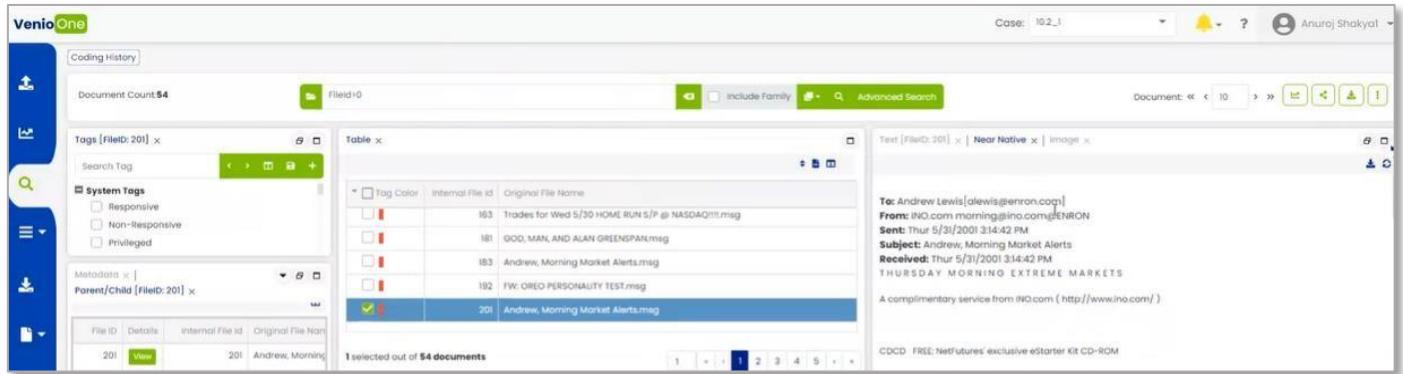 VenioOne
Case: 10.2_1
? Anuroj Shakya1
Coding History
Document Count:54
FileId>0
Include Family
Advanced Search
Document: « < 10 > »
Tags [FileID: 201] ×
Search Tag
System Tags
Responsive
Non-Responsive
Privileged
Metadata × |
Parent/Child [FileID: 201] ×
File ID Details Internal File Id Original File Nam
201 View 201 Andrew, Morning
Table ×
Tag Color Internal File Id Original File Name
163 Trades for Wed 5/30 HOME RUN S/P @ NASDAQ!!!!.msg
181 GOD, MAN, AND ALAN GREENSPAN.msg
183 Andrew, Morning Market Alerts.msg
192 FW: OREO PERSONALITY TEST.msg
201 Andrew, Morning Market Alerts.msg
1 selected out of 54 documents
1 « ‹ 1 2 3 4 5 › »
Text [FileID: 201] × | Near Native × | Image ×
To: Andrew Lewis[alewis@enron.com]
From: INO.com morning@ino.com@ENRON
Sent: Thur 5/31/2001 3:14:42 PM
Subject: Andrew, Morning Market Alerts
Received: Thur 5/31/2001 3:14:42 PM
THURSDAY MORNING EXTREME MARKETS
A complimentary service from INO.com ( http://www.ino.com/ )
CDCD FREE: NetFutures' exclusive eStarter Kit CD-ROM